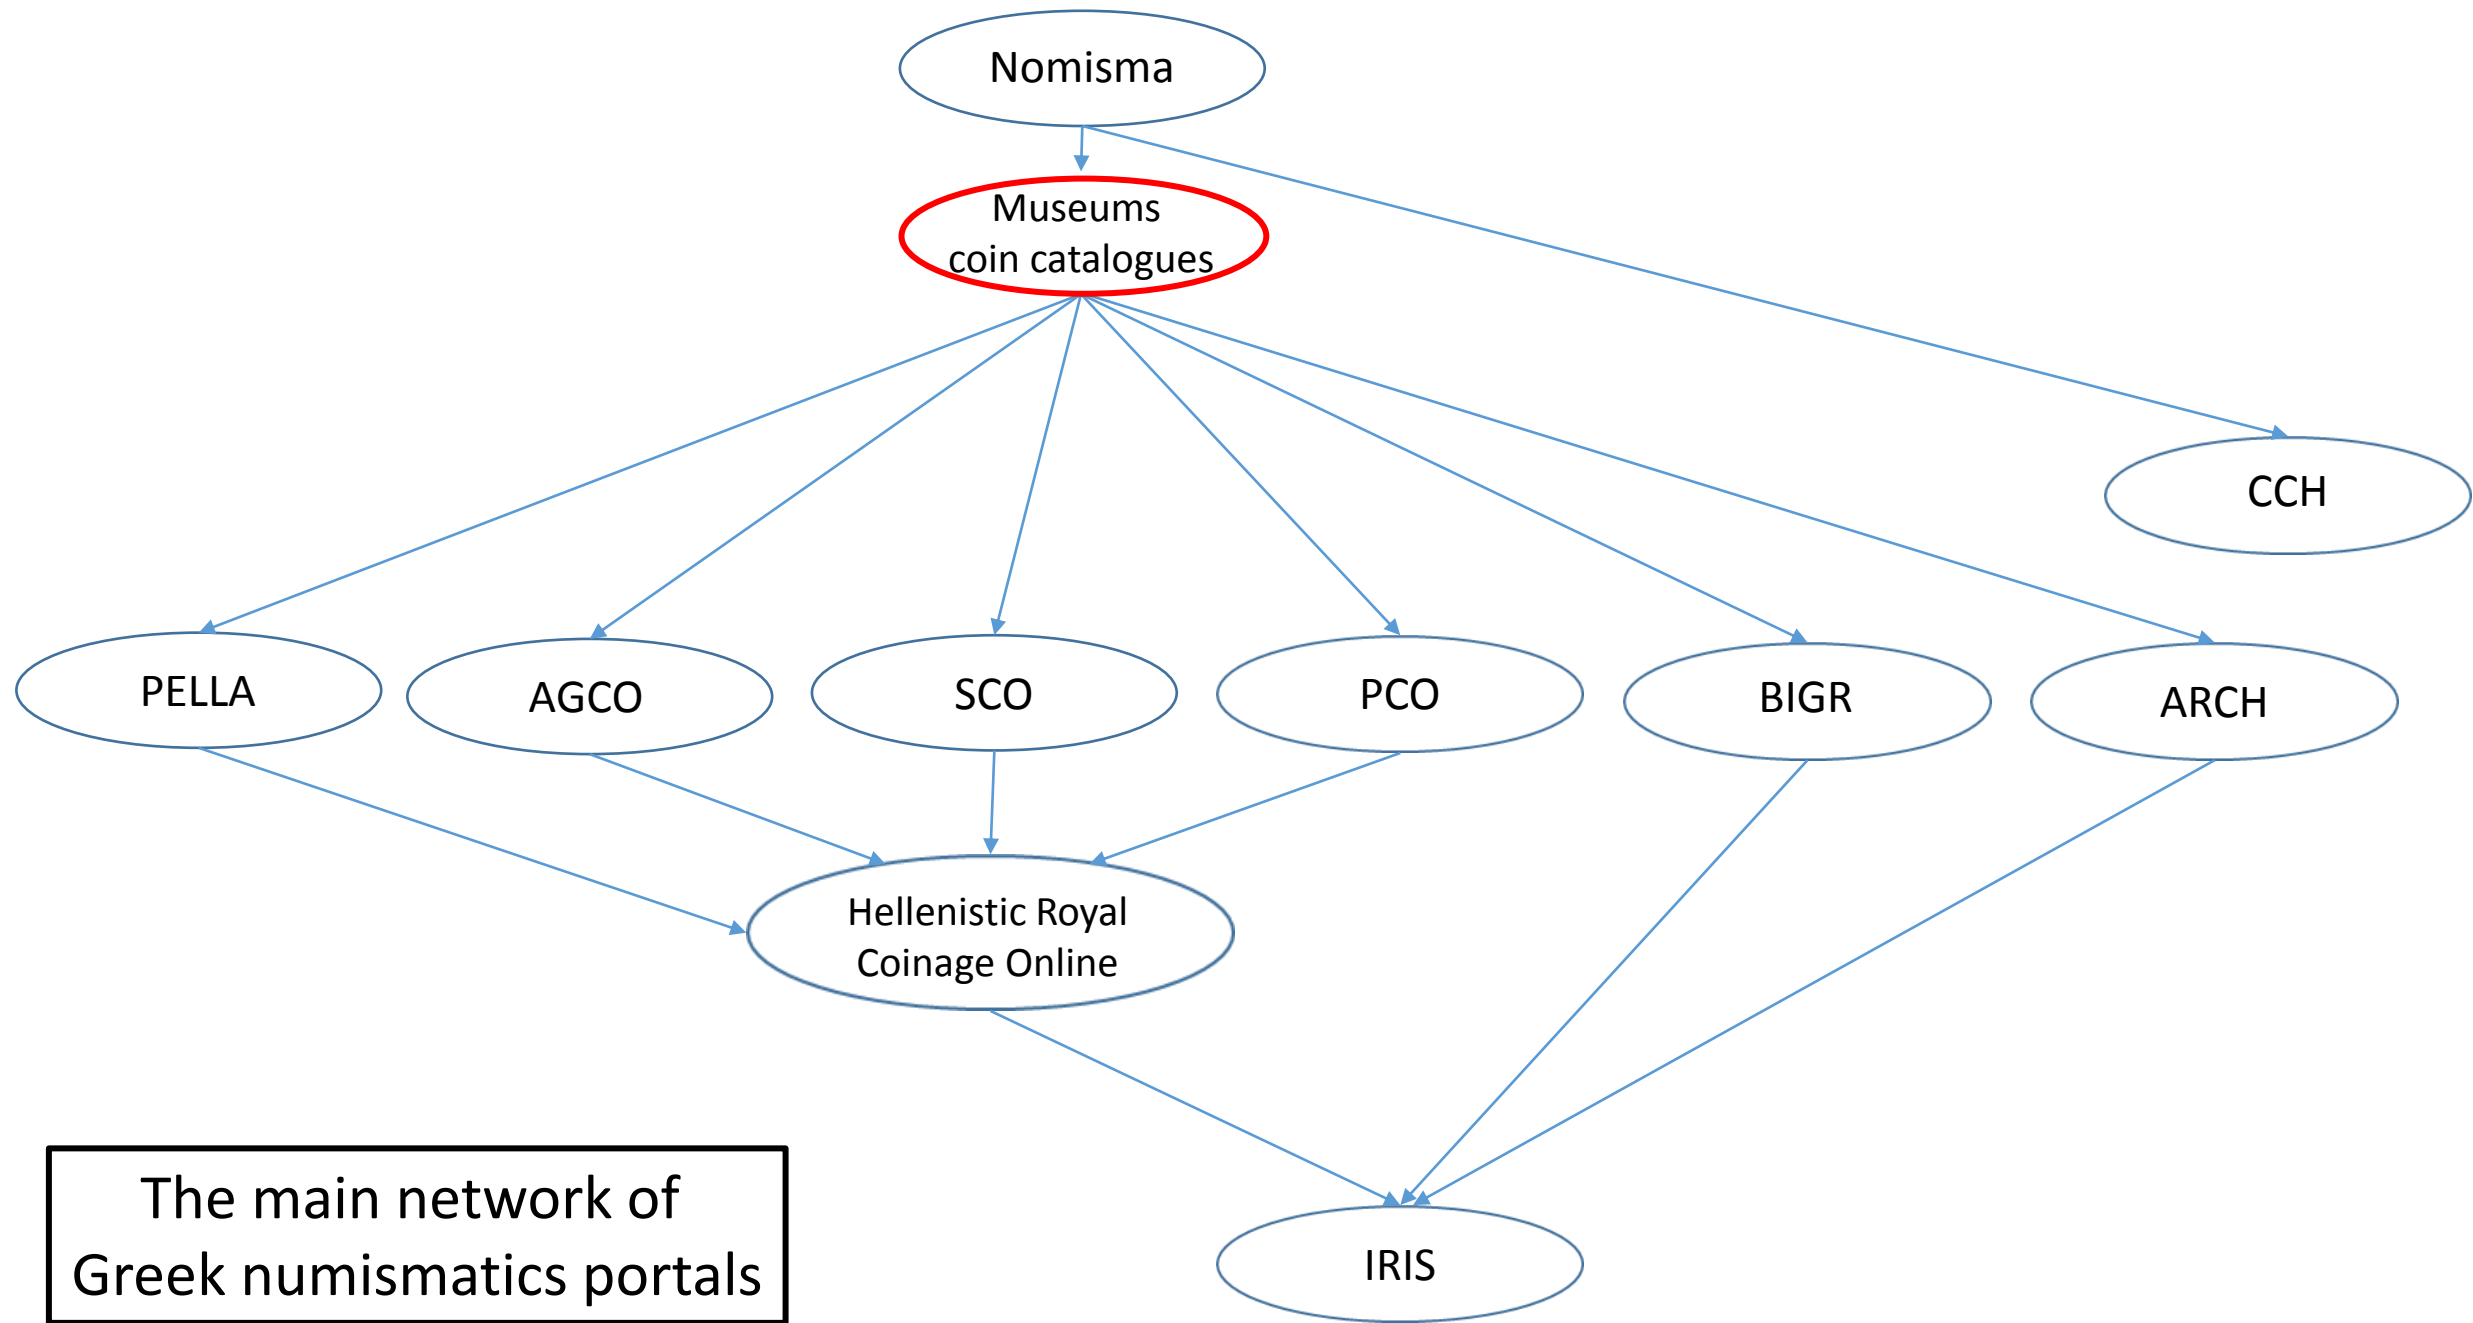 Nomisma
Museums
coin catalogues
CCH
PELLA
AGCO
SCO
PCO
BIGR
ARCH
Hellenistic Royal
Coinage Online
The main network of
Greek numismatics portals
IRIS